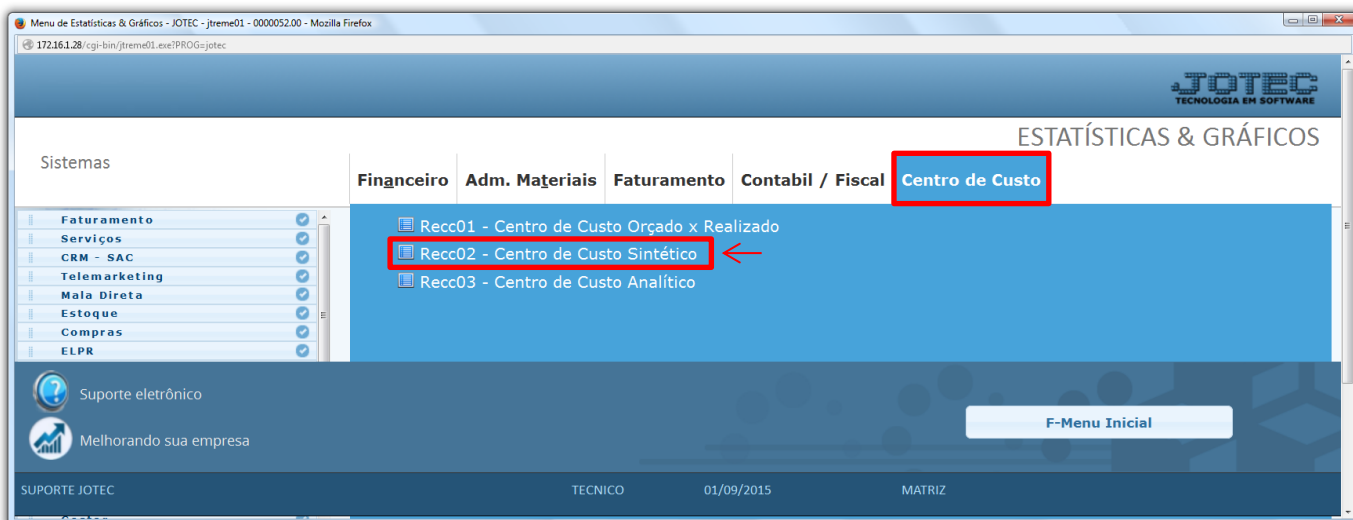 Menu de Estatísticas & Gráficos - JOTEC - jtreme01 - 0000052.00 - Mozilla Firefox
172.16.1.28/cgi-bin/jtreme01.exe?PROG=jotec
JOTEC
TECNOLOGIA EM SOFTWARE
ESTATÍSTICAS & GRÁFICOS
Sistemas
Financeiro Adm. Materiais Faturamento Contabil / Fiscal Centro de Custo
Faturamento
Serviços
CRM - SAC
Telemarketing
Mala Direta
Estoque
Compras
ELPR
Recc01 - Centro de Custo Orçado x Realizado
Recc02 - Centro de Custo Sintético
Recc03 - Centro de Custo Analítico
Suporte eletrônico
Melhorando sua empresa
F-Menu Inicial
SUPORTE JOTEC TECNICO 01/09/2015 MATRIZ